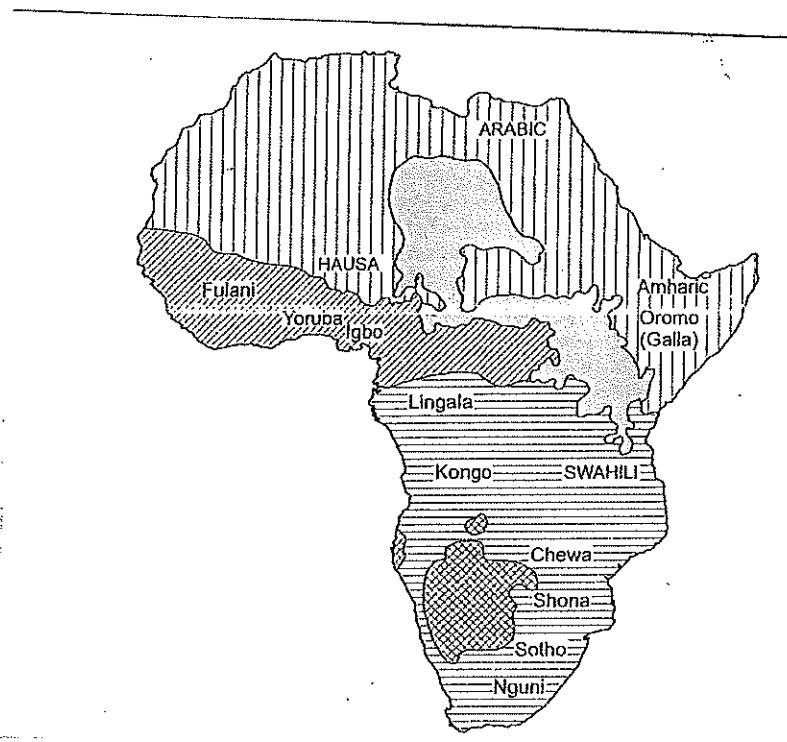 ARABIC
HAUSA
Fulani
Amharic
Yoruba
Oromo
Igbo
(Galla)
Lingala
Kongo
SWAHILI
Chewa
Shona
Sotho
Nguni